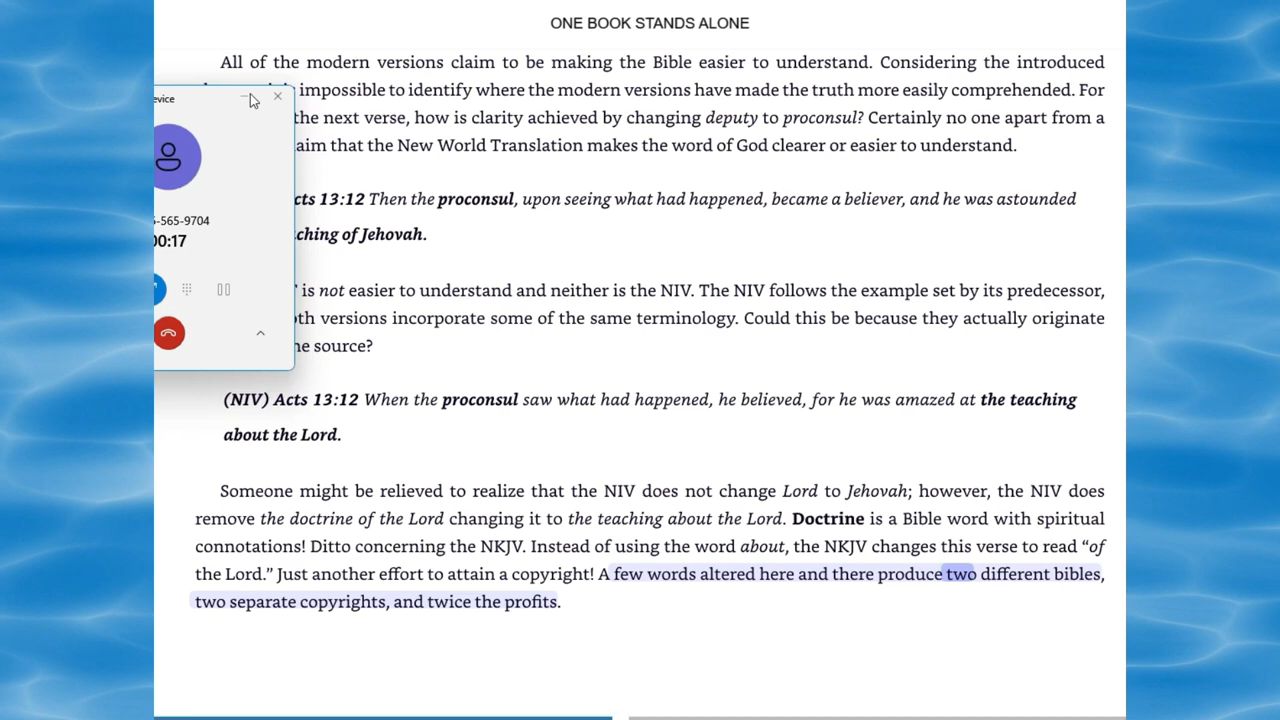 ONE BOOK STANDS ALONE
All of the modern versions claim to be making the Bible easier to understand. Considering the introduced
impossible to identify where the modern versions have made the truth more easily comprehended. For
the next verse, how is clarity achieved by changing deputy to proconsul? Certainly no one apart from a
aim that the New World Translation makes the word of God clearer or easier to understand.
evice
-565-9704
00:17
cts 13:12 Then the proconsul, upon seeing what had happened, became a believer, and he was astounded
ching of Jehovah.
is not easier to understand and neither is the NIV. The NIV follows the example set by its predecessor,
oth versions incorporate some of the same terminology. Could this be because they actually originate
source?
(NIV) Acts 13:12 When the proconsul saw what had happened, he believed, for he was amazed at the teaching
about the Lord.
Someone might be relieved to realize that the NIV does not change Lord to Jehovah; however, the NIV does
remove the doctrine of the Lord changing it to the teaching about the Lord. Doctrine is a Bible word with spiritual
connotations! Ditto concerning the NKJV. Instead of using the word about, the NKJV changes this verse to read “of
the Lord.” Just another effort to attain a copyright! A few words altered here and there produce two different bibles,
two separate copyrights, and twice the profits.